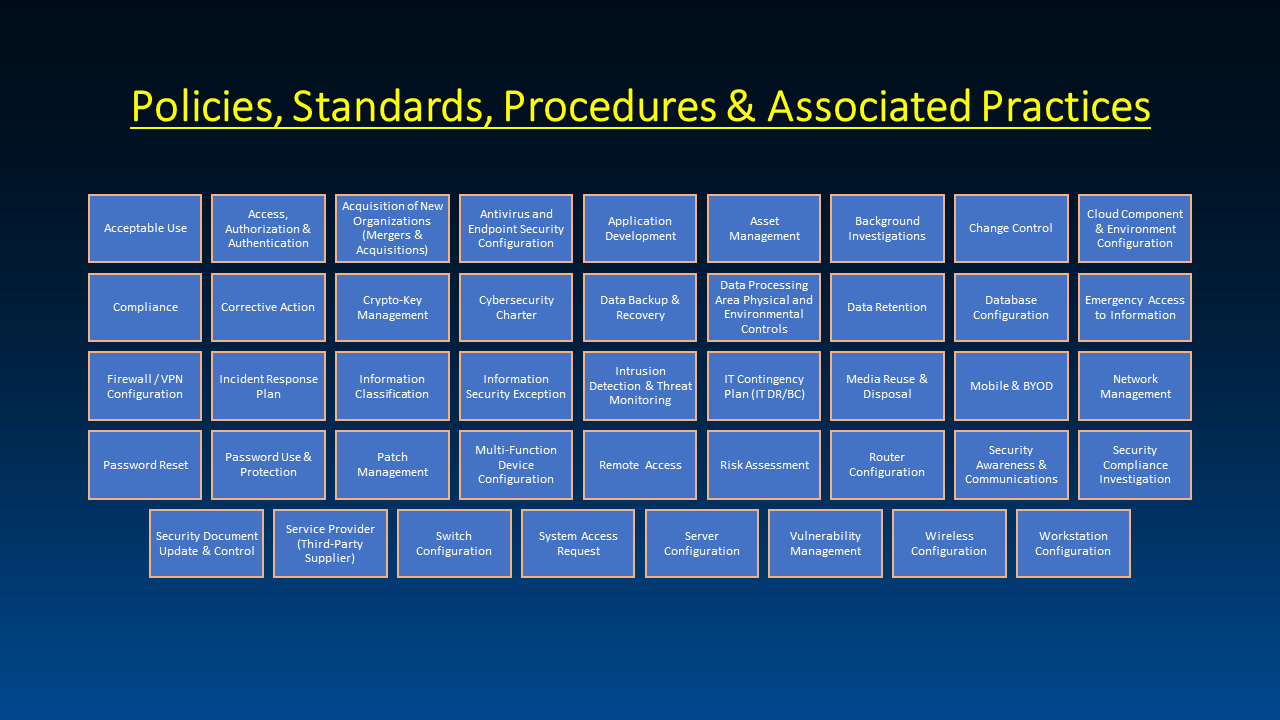 Policies, Standards, Procedures & Associated Practices
Acceptable Use
Access,
Authorization &
Authentication
Acquisition of New
Organizations
(Mergers &
Acquisitions)
Antivirus and
Endpoint Security
Configuration
Application
Development
Asset
Management
Background
Investigations
Change Control
Cloud Component
& Environment
Configuration
Compliance
Corrective Action
Crypto-Key
Management
Cybersecurity
Charter
Data Backup &
Recovery
Data Processing
Area Physical and
Environmental
Controls
Data Retention
Database
Configuration
Emergency Access
to Information
Firewall / VPN
Configuration
Incident Response
Plan
Information
Classification
Information
Security Exception
Intrusion
Detection & Threat
Monitoring
IT Contingency
Plan (IT DR/BC)
Media Reuse &
Disposal
Mobile & BYOD
Network
Management
Password Reset
Password Use &
Protection
Patch
Management
Multi-Function
Device
Configuration
Remote Access
Risk Assessment
Router
Configuration
Security
Awareness &
Communications
Security
Compliance
Investigation
Security Document
Update & Control
Service Provider
(Third-Party
Supplier)
Switch
Configuration
System Access
Request
Server
Configuration
Vulnerability
Management
Wireless
Configuration
Workstation
Configuration